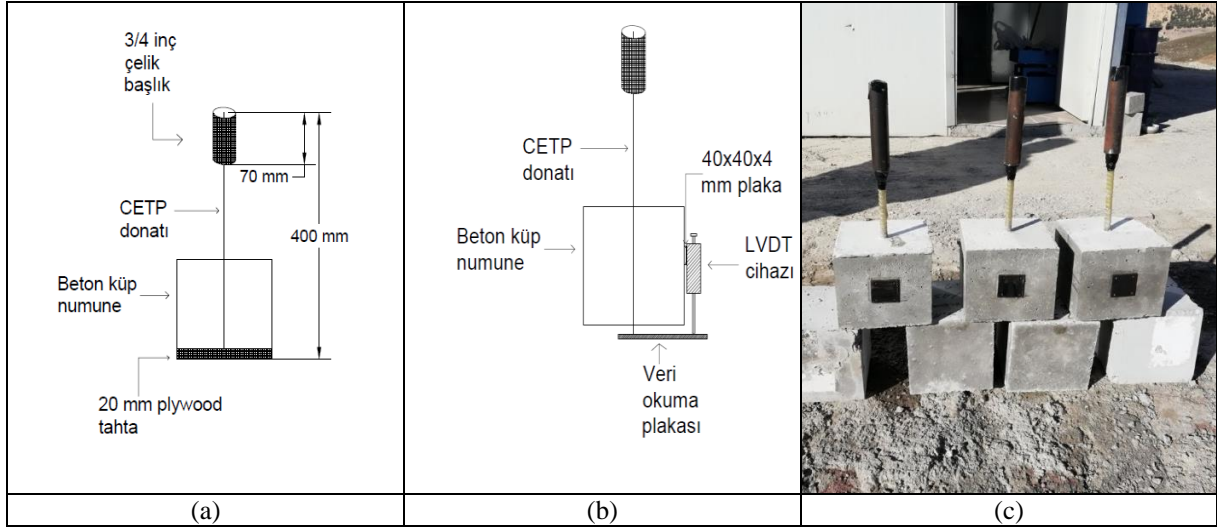 3/4 inç
çelik
başlık
70 mm
CETP
donatı
400 mm
Beton küp
numune
20 mm plywood
tahta
CETP
donatı
40x40x4
mm plaka
Beton küp
numune
LVDT
cihazı
Veri
okuma
plakası
(a)
(b)
(c)